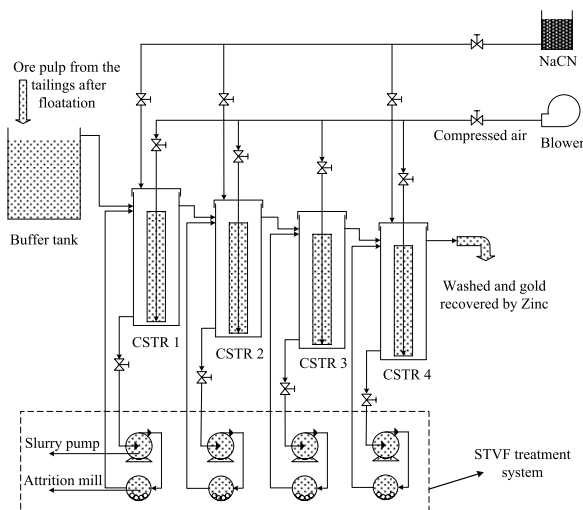 Ore pulp from the
tailings after
floatation
NaCN
Compressed air
Blower
Buffer tank
Washed and gold
recovered by Zinc
CSTR 1
CSTR 2
CSTR 3
CSTR 4
Slurry pump
Attrition mill
STVF treatment
system